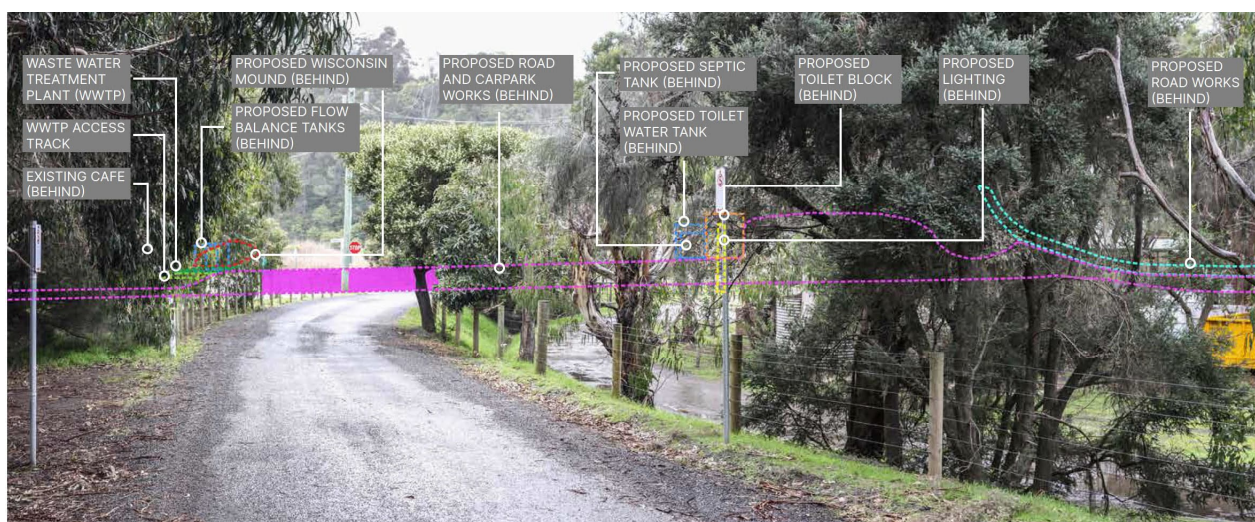 WASTE WATER
TREATMENT
PLANT (WWTP)
WWTP ACCESS
TRACK
EXISTING CAFE
(BEHIND)
PROPOSED WISCONSIN
MOUND (BEHIND)
PROPOSED FLOW
BALANCE TANKS
(BEHIND)
PROPOSED ROAD
AND CARPARK
WORKS (BEHIND)
PROPOSED SEPTIC
TANK (BEHIND)
PROPOSED TOILET
WATER TANK
(BEHIND)
PROPOSED
TOILET BLOCK
(BEHIND)
PROPOSED
LIGHTING
(BEHIND)
PROPOSED
ROAD WORKS
(BEHIND)
STOP